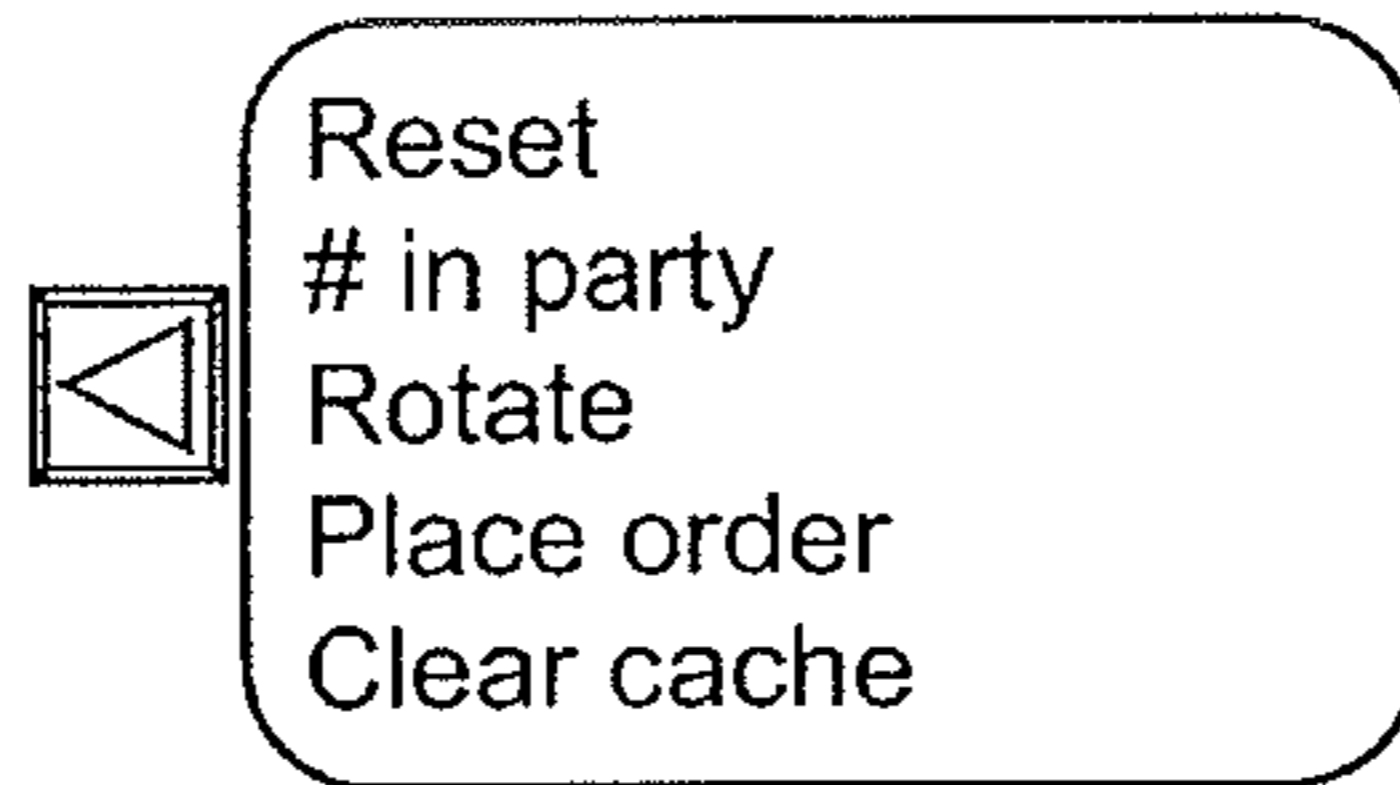 Reset
# in party
Rotate
Place order
Clear cache